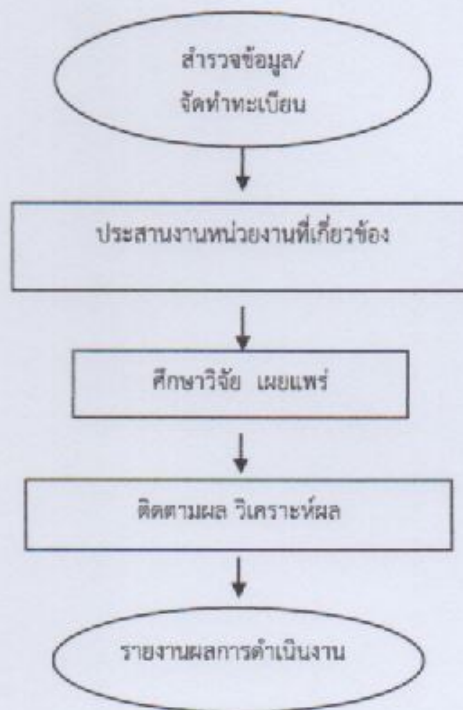 สำรวจข้อมูล/
จัดทำทะเบียน
ประสานงานหน่วยงานที่เกี่ยวข้อง
ศึกษาวิจัย เผยแพร่
ติดตามผล วิเคราะห์ผล
รายงานผลการดำเนินงาน